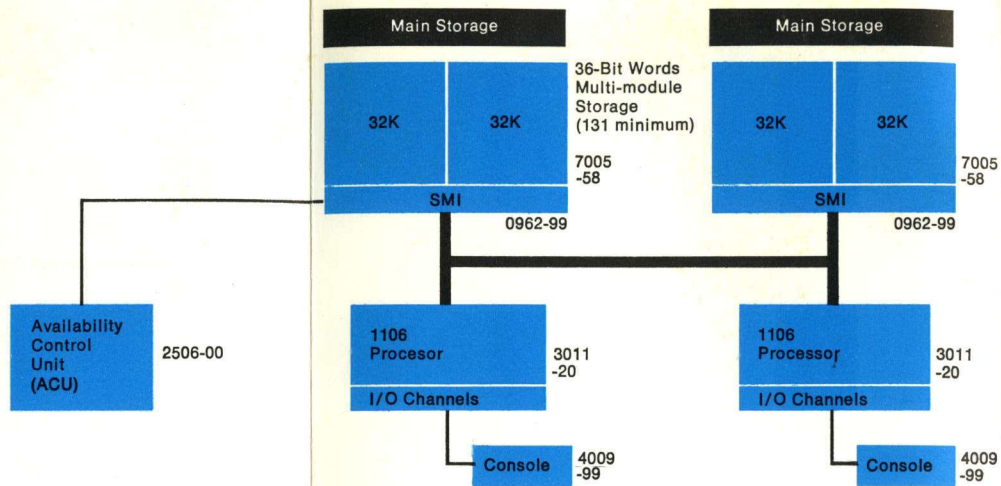 Main Storage
Main Storage
32K
32K
36-Bit Words
Multi-module
Storage
(131 minimum)
7005
-58
SMI
0962-99
32K
32K
7005
-58
SMI
0962-99
Availability
Control
Unit
(ACU)
2506-00
1106
Procesor
I/O Channels
3011
-20
1106
Processor
I/O Channels
3011
-20
Console
4009
-99
Console
4009
-99